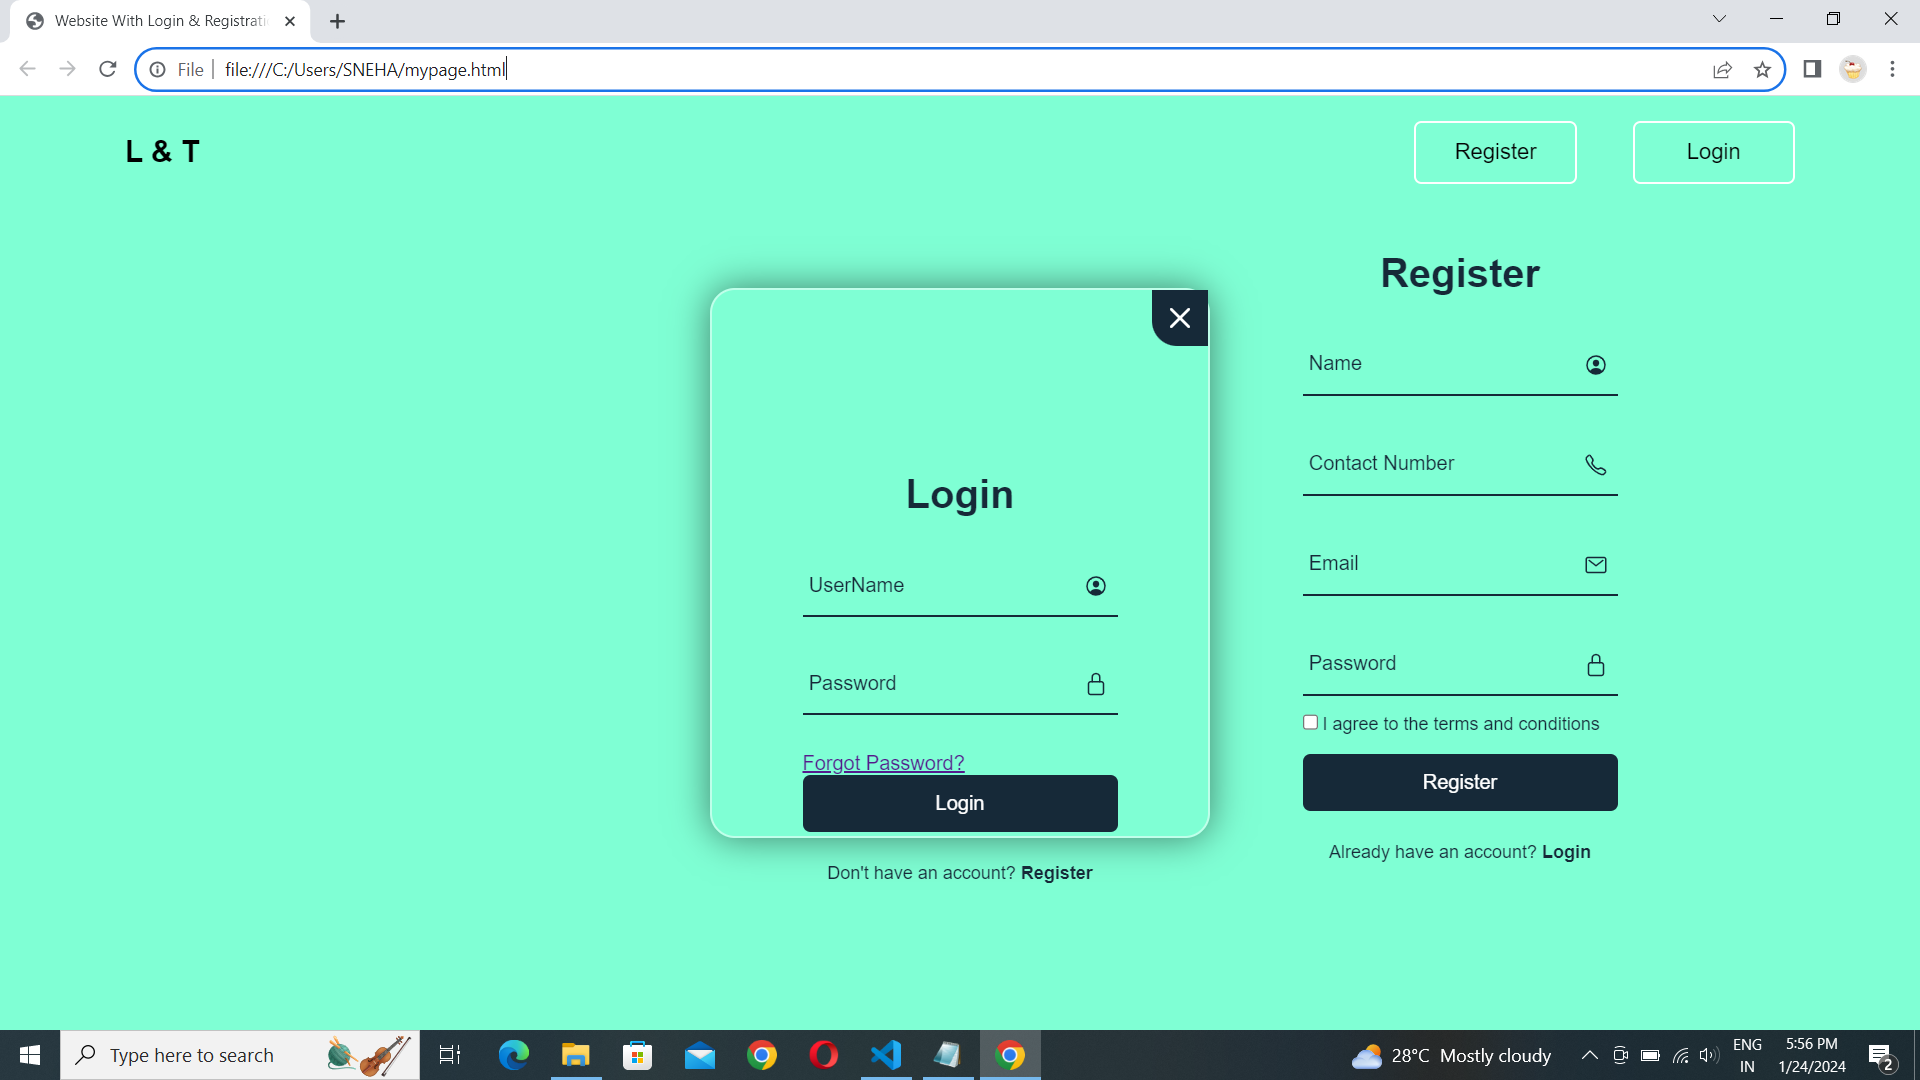 Website With Login & Registrati
File
file:///C:/Users/SNEHA/mypage.html
L & T
Register
Login
Login
UserName
Password
Forgot Password?
Login
Don't have an account? Register
Register
Name
Contact Number
Email
Password
I agree to the terms and conditions
Register
Already have an account? Login
Type here to search
28°C Mostly cloudy
ENG
IN
5:56 PM
1/24/2024
2